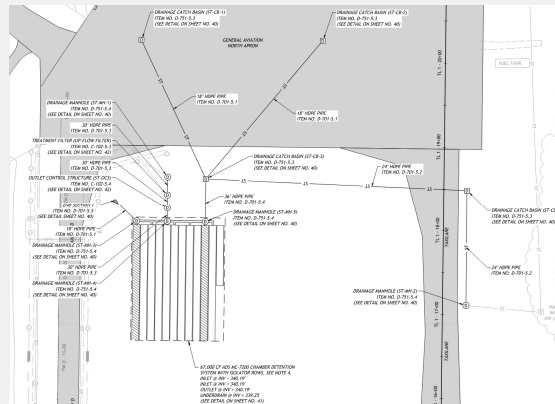 DRAINAGE CATCH BASIN (ST-CB-1)
ITEM NO. D-751-5.3
(SEE DETAIL ON SHEET NO. 40)
DRAINAGE CATCH BASIN (ST-CB-2)
ITEM NO. D-751-5.3
(SEE DETAIL ON SHEET NO. 40)
GENERAL AVIATION
NORTH APRON
TL 1 - 20+00
FUEL TANK
18" HDPE PIPE
ITEM NO. D-701-5.1
18" HDPE PIPE
ITEM NO. D-701-5.1
DRAINAGE MANHOLE (ST-MH-1)
ITEM NO. D-751-5.4
(SEE DETAIL ON SHEET NO. 40)
30" HDPE PIPE
ITEM NO. D-701-5.3
TREATMENT FILTER (UP-FLOW FILTER)
ITEM NO. C-102-5.3
(SEE DETAIL ON SHEET NO. 42)
30" HDPE PIPE
ITEM NO. D-701-5.3
OUTLET CONTROL STRUCTURE (ST-OCS)
ITEM NO. C-102-5.4
(SEE DETAIL ON SHEET NO. 42)
END SECTION 1
ITEM NO. D-701-5.3
(SEE DETAIL ON SHEET NO. 40)
18" HDPE PIPE
ITEM NO. D-701-5.1
DRAINAGE MANHOLE (ST-MH-3)
ITEM NO. D-751-5.4
(SEE DETAIL ON SHEET NO. 40)
30" HDPE PIPE
ITEM NO. D-701-5.3
DRAINAGE MANHOLE (ST-MH-4)
ITEM NO. D-751-5.4
(SEE DETAIL ON SHEET NO. 40)
DRAINAGE CATCH BASIN (ST-CB-3)
ITEM NO. D-751-5.3
(SEE DETAIL ON SHEET NO. 40)
TL 1 - 19+00
24" HDPE PIPE
ITEM NO. D-701-5.2
36" HDPE PIPE
ITEM NO. D-701-5.4
DRAINAGE MANHOLE (ST-MH-5)
ITEM NO. D-751-5.4
(SEE DETAIL ON SHEET NO. 40)
DRAINAGE CATCH BASIN (ST-CB
ITEM NO. D-751-5.3
(SEE DETAIL ON SHEET NO. 40)
TL 1 - 18+00
TAXILANE
24" HDPE PIPE
ITEM NO. D-701-5.2
DRAINAGE MANHOLE (ST-MH-2)
ITEM NO. D-751-5.4
(SEE DETAIL ON SHEET NO. 40)
TL 1 - 17+00
TAXILANE
TW D - 13+00
67,000 CF ADS MC-7200 CHAMBER DETENTION
SYSTEM WITH ISOLATOR ROWS. SEE NOTE 4.
INLET @ INV = 340.19'
INLET @ INV = 340.19'
OUTLET @ INV = 340.19'
UNDERDRAIN @ INV = 339.25'
(SEE DETAIL ON SHEET NO. 41)
TL 1 - 16+00